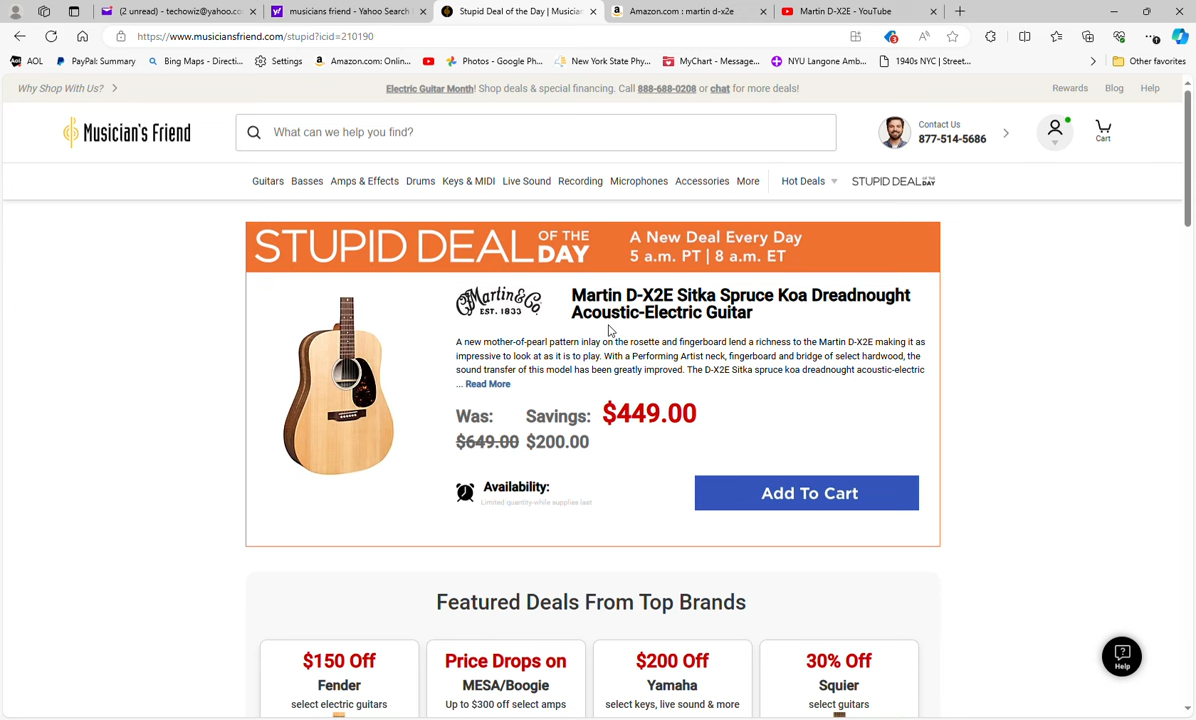 (2 unread) - techowiz@yahoo.co
musicians friend - Yahoo Search
Stupid Deal of the Day | Musician
Amazon.com : martin d-x2e
Martin D-X2E - YouTube
https://www.musiciansfriend.com/stupid?icid=210190
AOL
PayPal: Summary
Bing Maps - Directi...
Settings
Amazon.com: Onlin...
Photos - Google Ph...
New York State Phy...
MyChart - Message...
NYU Langone Amb...
1940s NYC | Street...
Other favorites
Why Shop With Us?
Electric Guitar Month! Shop deals & special financing. Call 888-688-0208 or chat for more deals!
Rewards Blog Help
Musician's Friend
What can we help you find?
Contact Us
877-514-5686
Cart
Guitars Basses Amps & Effects Drums Keys & MIDI Live Sound Recording Microphones Accessories More Hot Deals STUPID DEAL OF THE DAY
STUPID DEAL OF THE DAY
A New Deal Every Day
5 a.m. PT | 8 a.m. ET
Martin & Co
EST. 1833
Martin D-X2E Sitka Spruce Koa Dreadnought
Acoustic-Electric Guitar
A new mother-of-pearl pattern inlay on the rosette and fingerboard lend a richness to the Martin D-X2E making it as
impressive to look at as it is to play. With a Performing Artist neck, fingerboard and bridge of select hardwood, the
sound transfer of this model has been greatly improved. The D-X2E Sitka spruce koa dreadnought acoustic-electric
... Read More
Was: Savings: $449.00
$649.00 $200.00
Availability:
Limited quantity-while supplies last
Add To Cart
Featured Deals From Top Brands
$150 Off
Fender
select electric guitars
Price Drops on
MESA/Boogie
Up to $300 off select amps
$200 Off
Yamaha
select keys, live sound & more
30% Off
Squier
select guitars
Help